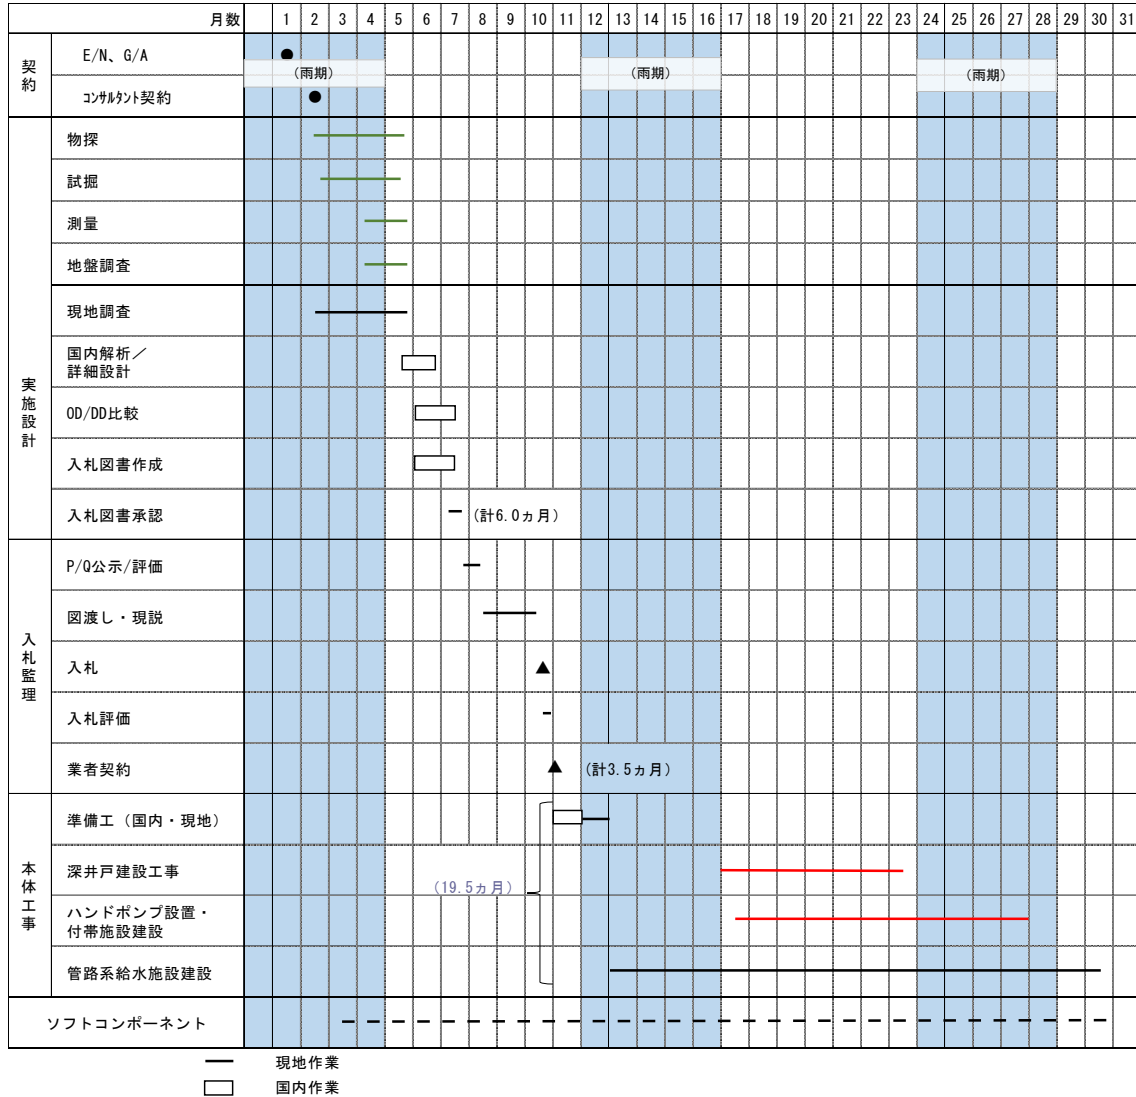 月数 1 2 3 4 5 6 7 8 9 10 11 12 13 14 15 16 17 18 19 20 21 22 23 24 25 26 27 28 29 30 31
契約
E/N、G/A
(雨期) (雨期) (雨期)
コンサルタント契約
実施設計
物探
試掘
測量
地盤調査
現地調査
国内解析／
詳細設計
OD/DD比較
入札図書作成
入札図書承認 (計6.0ヵ月)
入札監理
P/Q公示/評価
図渡し・現説
入札
入札評価
業者契約 (計3.5ヵ月)
本体工事
準備工（国内・現地）
深井戸建設工事
(19.5ヵ月)
ハンドポンプ設置・
付帯施設建設
管路系給水施設建設
ソフトコンポーネント
現地作業
国内作業